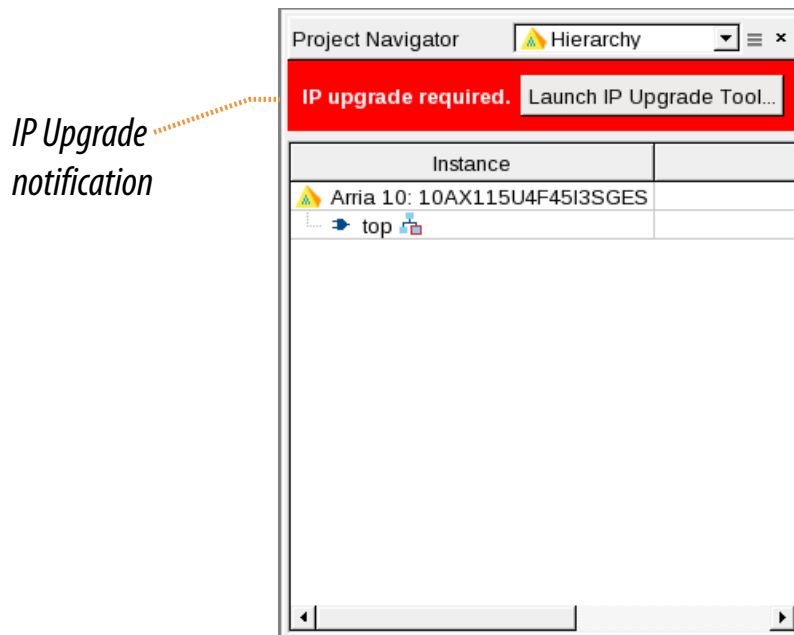 Project Navigator Hierarchy
IP upgrade required. Launch IP Upgrade Tool...
IP Upgrade
notification
Instance
Arria 10: 10AX115U4F45I3SGES
top